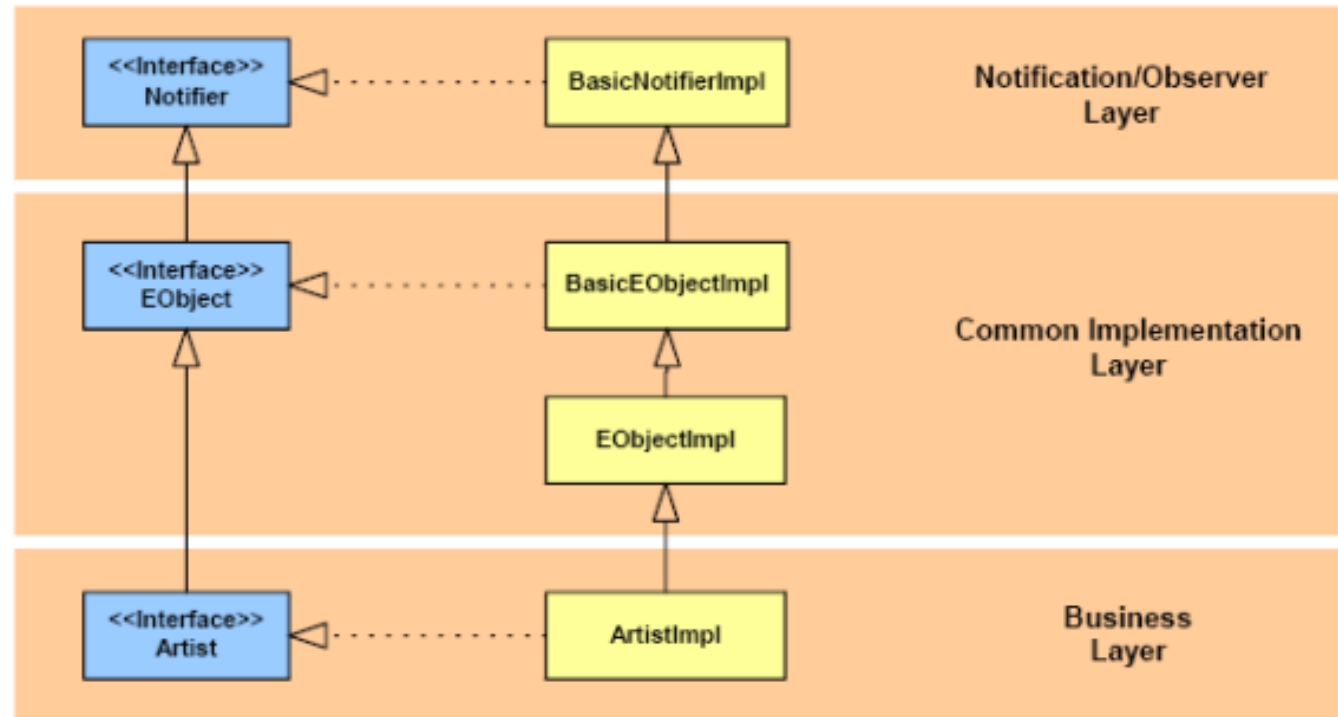 <<Interface>>
Notifier
BasicNotifierImpl
Notification/Observer
Layer
<<Interface>>
EObject
BasicEObjectImpl
Common Implementation
Layer
EObjectImpl
<<Interface>>
Artist
ArtistImpl
Business
Layer